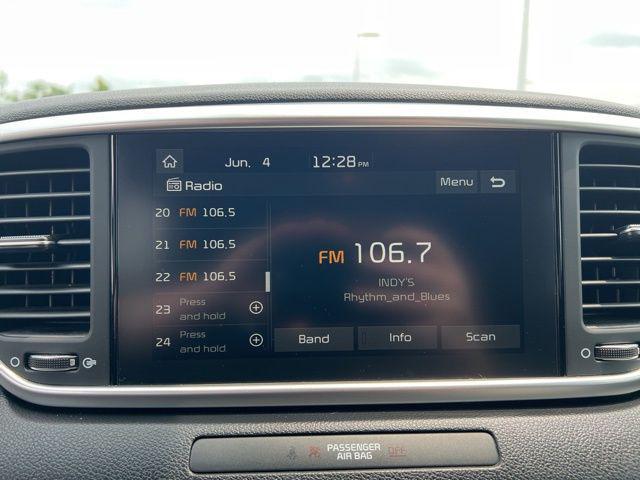 Jun. 4 12:28 PM
Radio
Menu
20 FM 106.5
21 FM 106.5
22 FM 106.5
23 Press and hold
24 Press and hold
FM 106.7
INDY'S
Rhythm_and_Blues
Band Info Scan
PASSENGER
AIR BAG
OFF